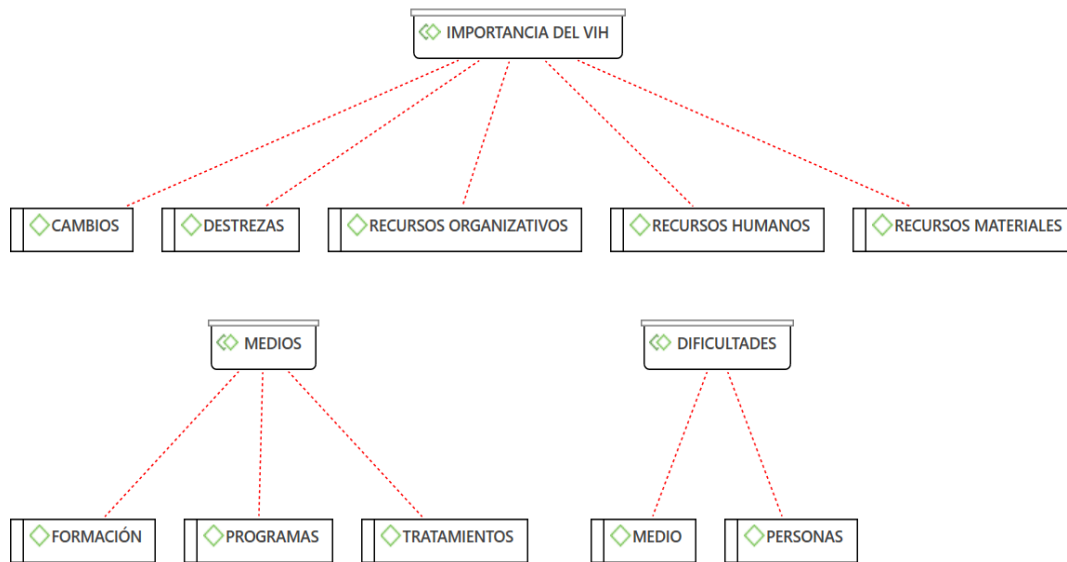 IMPORTANCIA DEL VIH
CAMBIOS
DESTREZAS
RECURSOS ORGANIZATIVOS
RECURSOS HUMANOS
RECURSOS MATERIALES
MEDIOS
DIFICULTADES
FORMACIÓN
PROGRAMAS
TRATAMIENTOS
MEDIO
PERSONAS